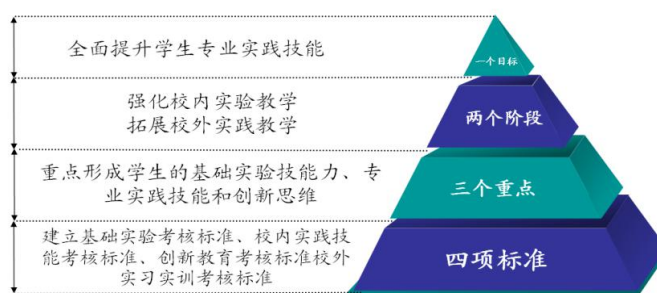 全面提升学生专业实践技能
一个目标
强化校内实验教学
拓展校外实践教学
两个阶段
重点形成学生的基础实验技能力、专
业实践技能和创新思维
三个重点
建立基础实验考核标准、校内实践技
能考核标准、创新教育考核标准校外
实习实训考核标准
四项标准